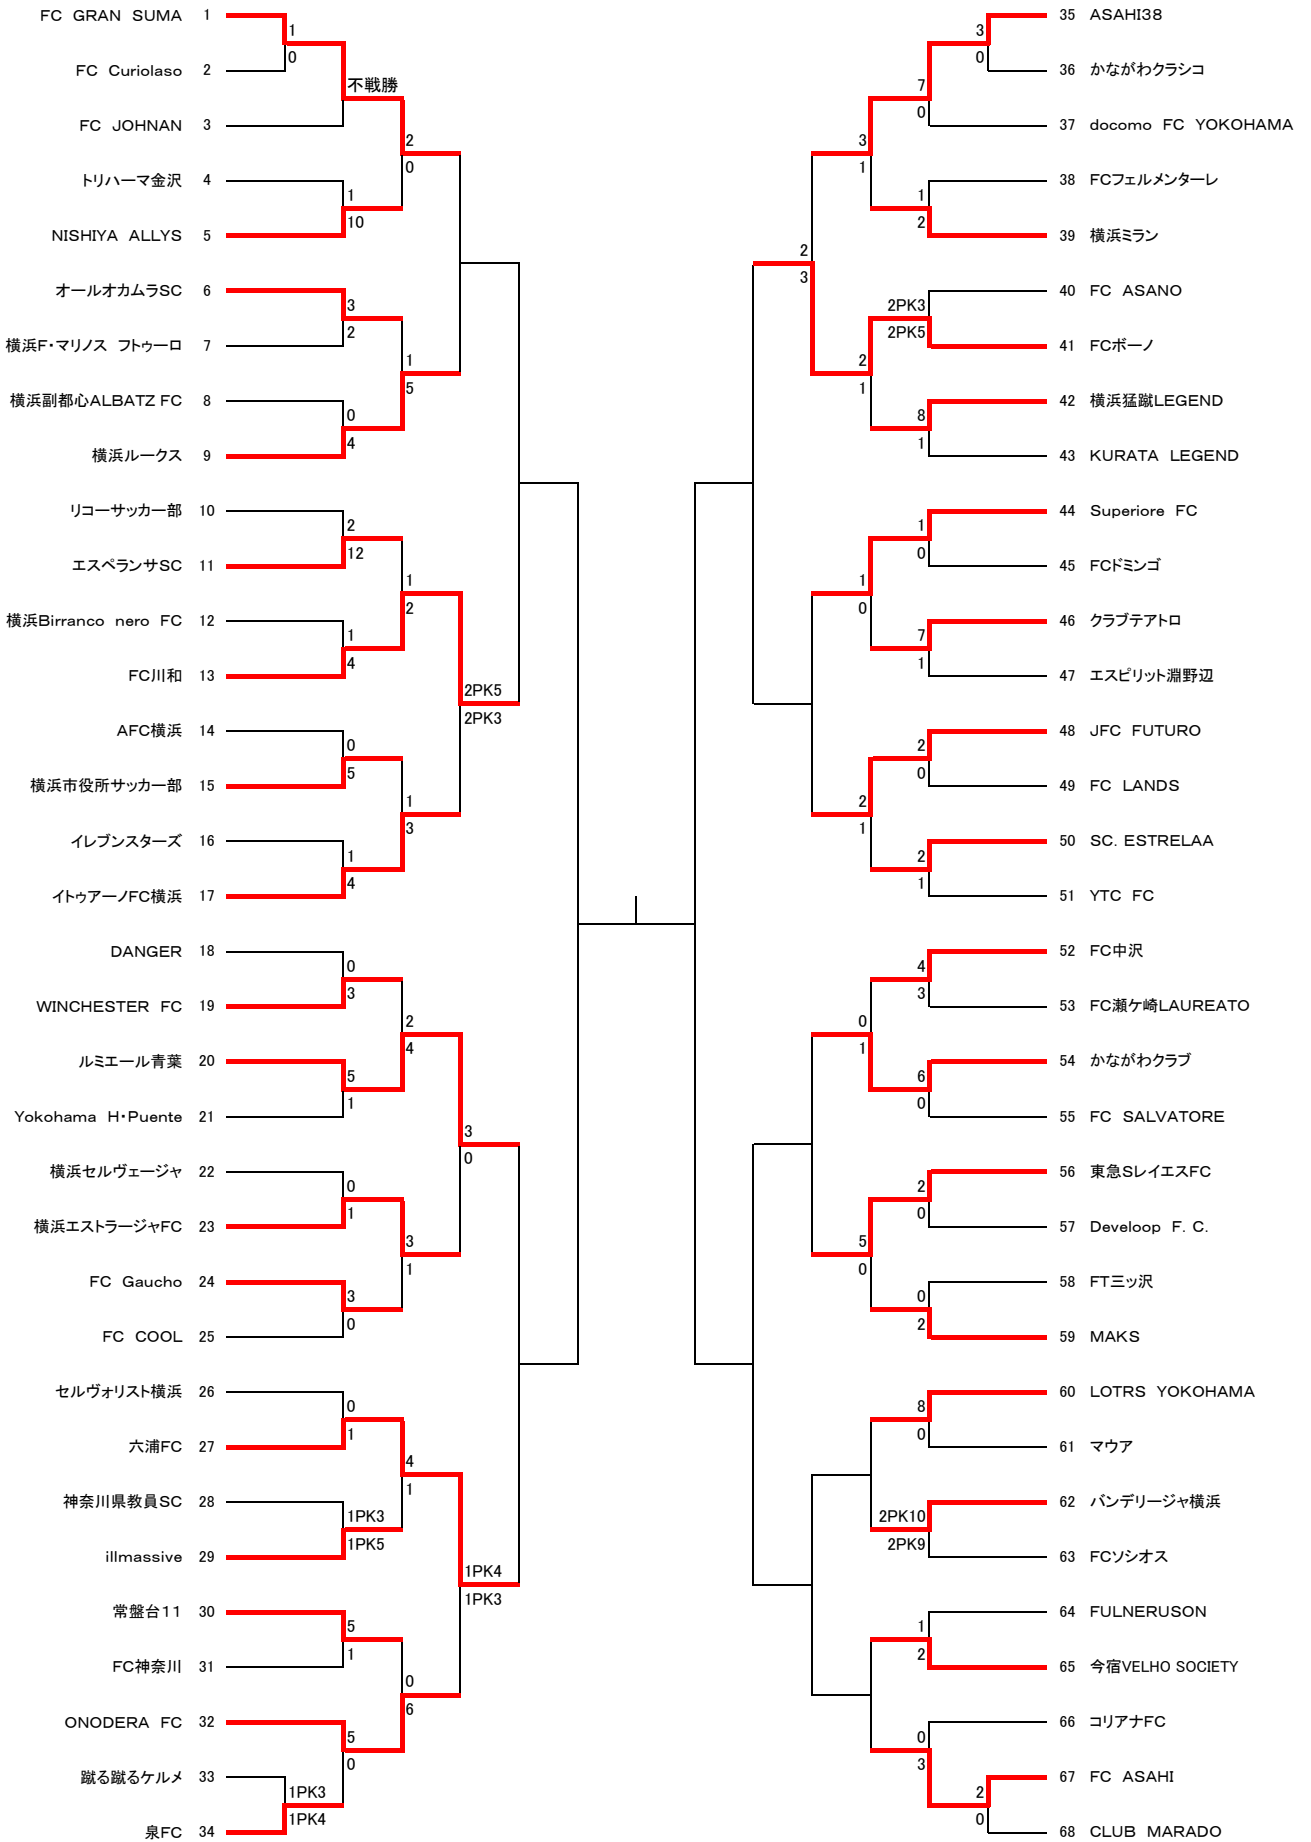 FC GRAN SUMA 1
FC Curiolaso 2
FC JOHNAN 3
トリハーマ金沢 4
NISHIYA ALLYS 5
オールオカムラSC 6
横浜F・マリノス フトゥーロ 7
横浜副都心ALBATZ FC 8
横浜ルークス 9
リコーサッカー部 10
エスペランサSC 11
横浜Birranco nero FC 12
FC川和 13
AFC横浜 14
横浜市役所サッカー部 15
イレブンスターズ 16
イトゥアーノFC横浜 17
DANGER 18
WINCHESTER FC 19
ルミエール青葉 20
Yokohama H・Puente 21
横浜セルヴェージャ 22
横浜エストラージャFC 23
FC Gaucho 24
FC COOL 25
セルヴォリスト横浜 26
六浦FC 27
神奈川県教員SC 28
illmassive 29
常盤台11 30
FC神奈川 31
ONODERA FC 32
蹴る蹴るケルメ 33
泉FC 34
1
0
不戦勝
2
0
1
10
3
2
1
5
0
4
2
12
1
2
1
4
2PK5
2PK3
0
5
1
3
1
4
0
3
2
4
5
1
3
0
0
1
3
1
3
0
0
1
4
1
1PK3
1PK5
1PK4
1PK3
5
1
0
6
5
0
1PK3
1PK4
3
0
7
0
3
1
1
2
2
3
2PK3
2PK5
2
1
8
1
1
0
1
0
7
1
2
0
2
1
2
1
4
3
0
1
6
0
2
0
5
0
0
2
8
0
2PK10
2PK9
1
2
0
3
2
0
35 ASAHI38
36 かながわクラシコ
37 docomo FC YOKOHAMA
38 FCフェルメンターレ
39 横浜ミラン
40 FC ASANO
41 FCボーノ
42 横浜猛蹴LEGEND
43 KURATA LEGEND
44 Superiore FC
45 FCドミンゴ
46 クラブテアトロ
47 エスピリット淵野辺
48 JFC FUTURO
49 FC LANDS
50 SC. ESTRELAA
51 YTC FC
52 FC中沢
53 FC瀬ケ崎LAUREATO
54 かながわクラブ
55 FC SALVATORE
56 東急SレイエスFC
57 Develoop F. C.
58 FT三ッ沢
59 MAKS
60 LOTRS YOKOHAMA
61 マウア
62 バンデリージャ横浜
63 FCソシオス
64 FULNERUSON
65 今宿VELHO SOCIETY
66 コリアナFC
67 FC ASAHI
68 CLUB MARADO